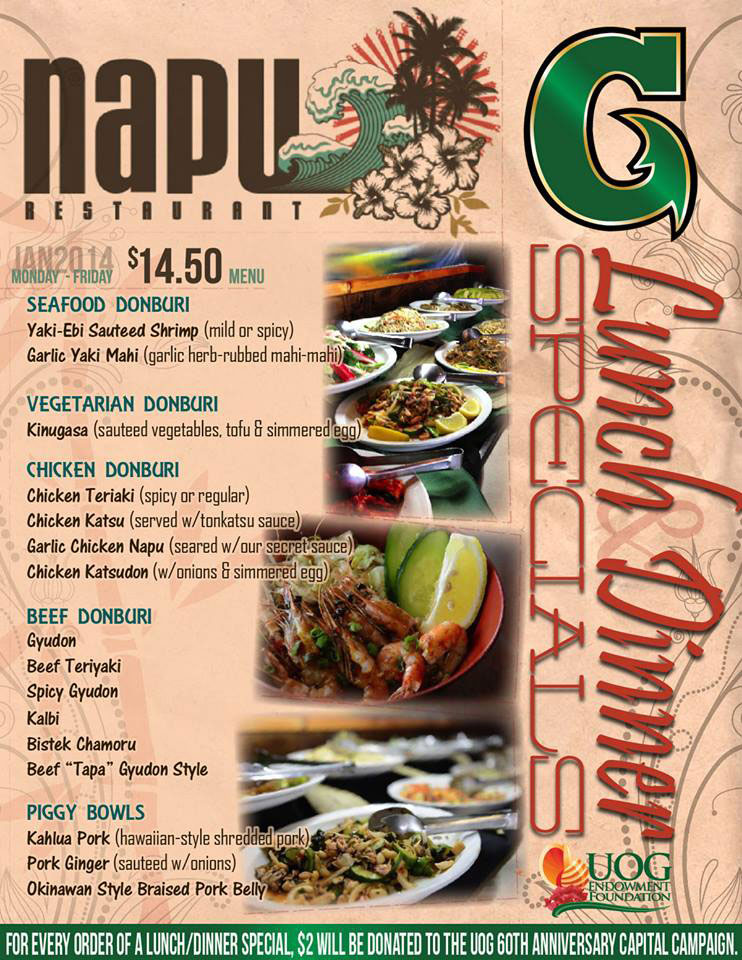 napu
RESTAURANT
G
JAN2014
MONDAY - FRIDAY $14.50 MENU
SEAFOOD DONBURI
Yaki-Ebi Sauteed Shrimp (mild or spicy)
Garlic Yaki Mahi (garlic herb-rubbed mahi-mahi)
VEGETARIAN DONBURI
Kinugasa (sauteed vegetables, tofu & simmered egg)
CHICKEN DONBURI
Chicken Teriaki (spicy or regular)
Chicken Katsu (served w/tonkatsu sauce)
Garlic Chicken Napu (seared w/our secret sauce)
Chicken Katsudon (w/onions & simmered egg)
BEEF DONBURI
Gyudon
Beef Teriyaki
Spicy Gyudon
Kalbi
Bistek Chamoru
Beef “Tapa” Gyudon Style
PIGGY BOWLS
Kahlua Pork (hawaiian-style shredded pork)
Pork Ginger (sauteed w/onions)
Okinawan Style Braised Pork Belly
Lunch & Dinner
SPECIALS
UOG
ENDOWMENT
FOUNDATION
FOR EVERY ORDER OF A LUNCH/DINNER SPECIAL, $2 WILL BE DONATED TO THE UOG 60TH ANNIVERSARY CAPITAL CAMPAIGN.